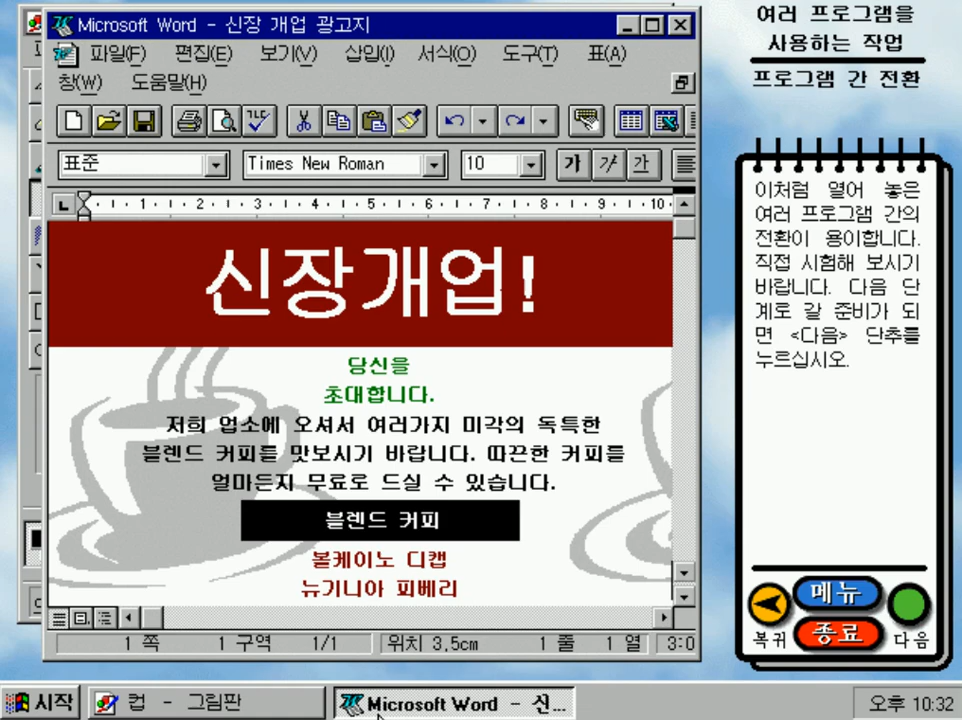 Microsoft Word - 신장 개업 광고지
파일(F) 편집(E) 보기(V) 삽입(I) 서식(O) 도구(T) 표(A)
창(W) 도움말(H)
표준 Times New Roman 10 가 가 가
1 2 3 4 5 6 7 8 9 10
신장개업!
당신을
초대합니다.
저희 업소에 오셔서 여러가지 미각의 독특한
블렌드 커피를 맛보시기 바랍니다. 따끈한 커피를
얼마든지 무료로 드실 수 있습니다.
블렌드 커피
볼케이노 디캡
뉴기니아 피베리
1 쪽 1 구역 1/1 위치 3.5cm 1 줄 1 열 3:0
시작 컵 - 그림판 Microsoft Word - 신... 오후 10:32
여러 프로그램을
사용하는 작업
프로그램 간 전환
이처럼 열어 놓은
여러 프로그램 간의
전환이 용이합니다.
직접 시험해 보시기
바랍니다. 다음 단
계로 갈 준비가 되
면 <다음> 단추를
누르십시오.
메뉴
복귀 종료 다음